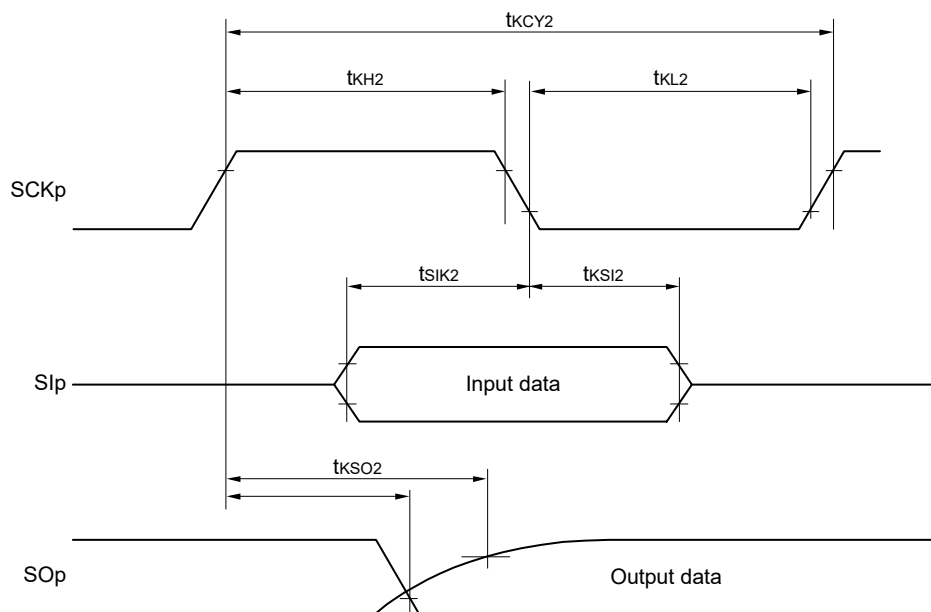 tKCY2
tKH2
tKL2
SCKp
tSIK2
tKSI2
SIp
Input data
tKSO2
SOp
Output data